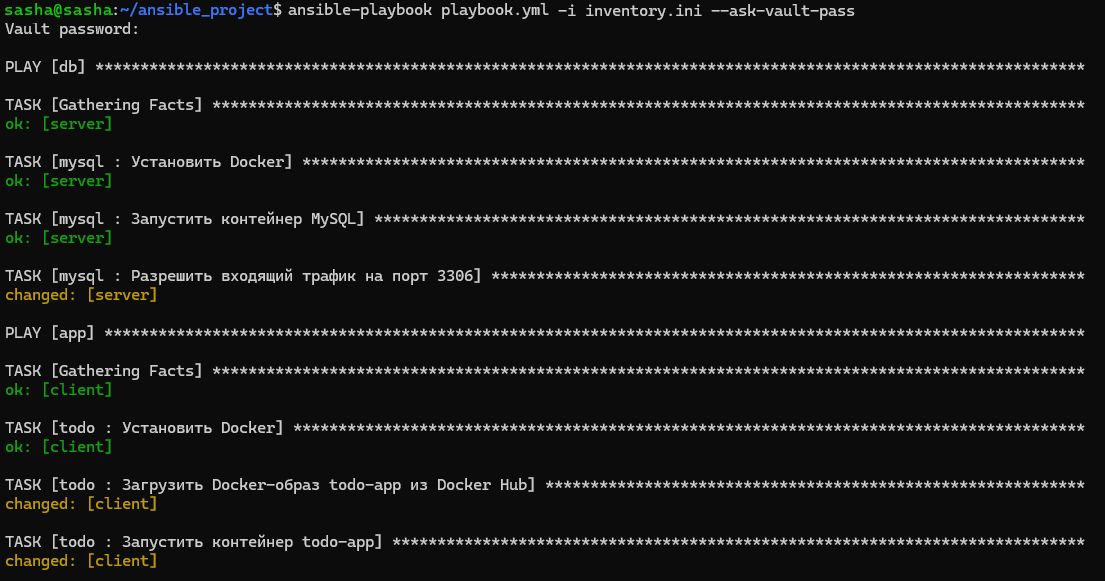 sasha@sasha:~/ansible_project$ ansible-playbook playbook.yml -i inventory.ini --ask-vault-pass
Vault password:
PLAY [db] **************************************************************************************************************
TASK [Gathering Facts] *************************************************************************************************
ok: [server]
TASK [mysql : Установить Docker] ***************************************************************************************
ok: [server]
TASK [mysql : Запустить контейнер MySQL] *******************************************************************************
ok: [server]
TASK [mysql : Разрешить входящий трафик на порт 3306] ******************************************************************
changed: [server]
PLAY [app] *************************************************************************************************************
TASK [Gathering Facts] *************************************************************************************************
ok: [client]
TASK [todo : Установить Docker] ****************************************************************************************
ok: [client]
TASK [todo : Загрузить Docker-образ todo-app из Docker Hub] ************************************************************
changed: [client]
TASK [todo : Запустить контейнер todo-app] *****************************************************************************
changed: [client]